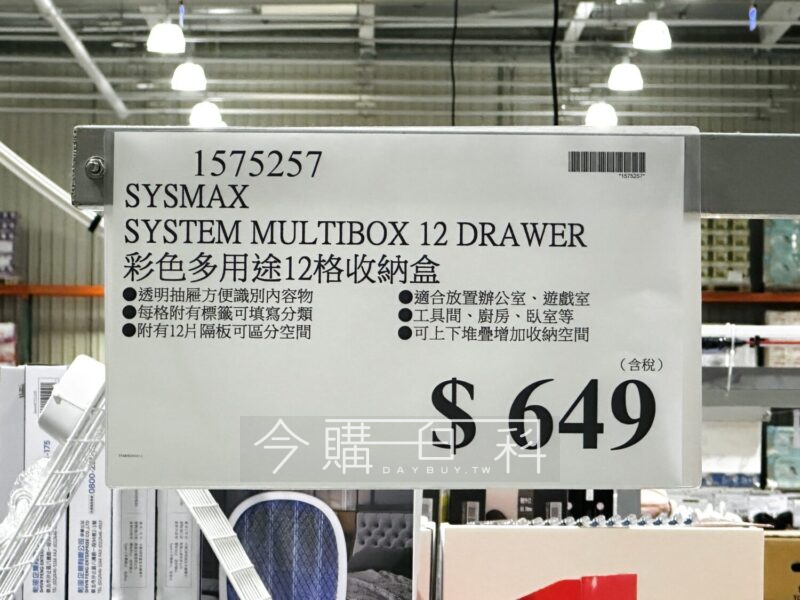 1575257
*1575257*
SYSMAX
SYSTEM MULTIBOX 12 DRAWER
彩色多用途12格收納盒
●透明抽屜方便識別內容物
●每格附有標籤可填寫分類
●附有12片隔板可區分空間
●適合放置辦公室、遊戲室
●工具間、廚房、臥室等
●可上下堆疊增加收納空間
(含稅)
$ 649
今購百科
DAYBUY.TW